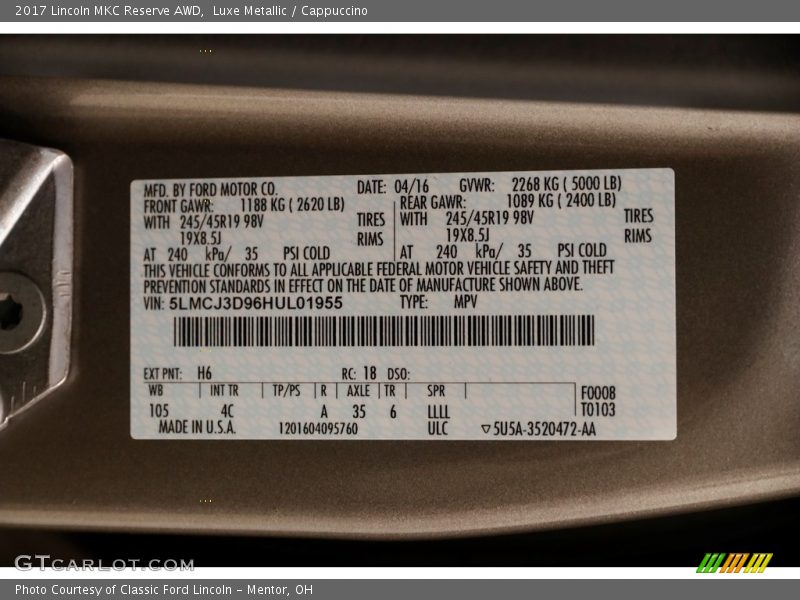 2017 Lincoln MKC Reserve AWD, Luxe Metallic / Cappuccino
MFD. BY FORD MOTOR CO. DATE: 04/16 GVWR: 2268 KG ( 5000 LB)
FRONT GAWR: 1188 KG ( 2620 LB) REAR GAWR: 1089 KG ( 2400 LB)
WITH 245/45R19 98V TIRES WITH 245/45R19 98V TIRES
19X8.5J RIMS 19X8.5J RIMS
AT 240 kPa/ 35 PSI COLD AT 240 kPa/ 35 PSI COLD
THIS VEHICLE CONFORMS TO ALL APPLICABLE FEDERAL MOTOR VEHICLE SAFETY AND THEFT
PREVENTION STANDARDS IN EFFECT ON THE DATE OF MANUFACTURE SHOWN ABOVE.
VIN: 5LMCJ3D96HUL01955 TYPE: MPV
EXT PNT: H6 RC: 18 DSO:
WB INT TR TP/PS R AXLE TR SPR F0008
105 4C A 35 6 LLLL T0103
MADE IN U.S.A. 1201604095760 ULC ▽5U5A-3520472-AA
GTCARLOT.COM
Photo Courtesy of Classic Ford Lincoln - Mentor, OH